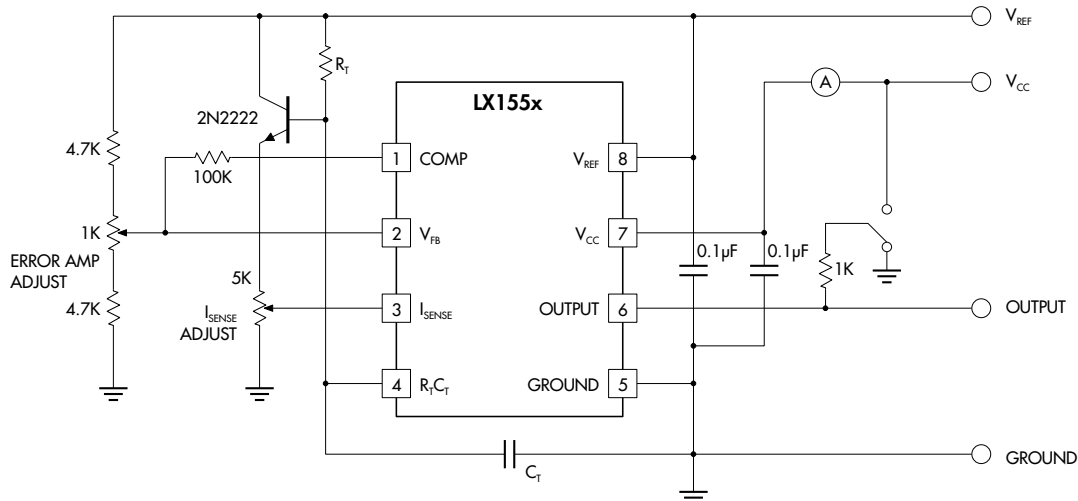 V_REF
R_T
A
V_CC
LX155x
2N2222
4.7K
100K
1 COMP
V_REF 8
1K
ERROR AMP
ADJUST
2 V_FB
V_CC 7
0.1µF
0.1µF
1K
4.7K
5K
I_SENSE
ADJUST
3 I_SENSE
OUTPUT 6
OUTPUT
4 R_TC_T
GROUND 5
C_T
GROUND